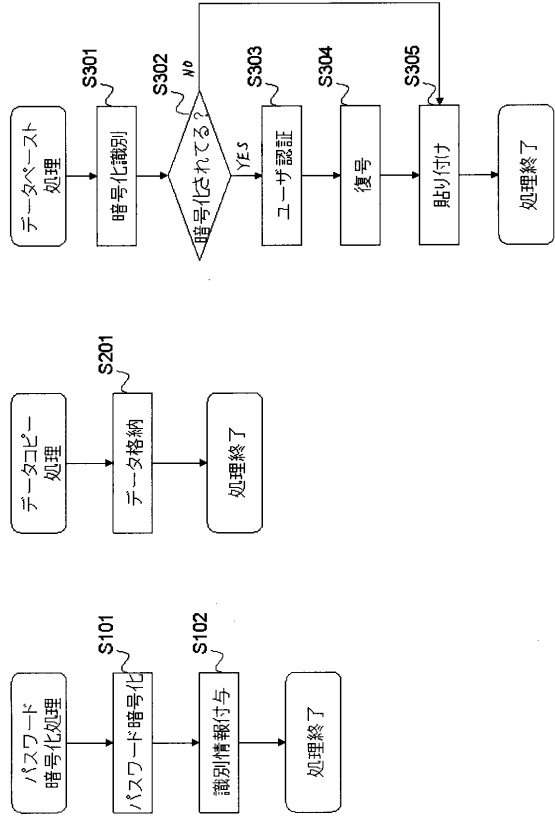 パスワード
暗号化処理
S101
パスワード暗号化
S102
識別情報付与
処理終了
データコピー
処理
S201
データ格納
処理終了
データペースト
処理
S301
暗号化識別
S302
暗号化されてる?
NO
YES
S303
ユーザ認証
S304
復号
S305
貼り付け
処理終了